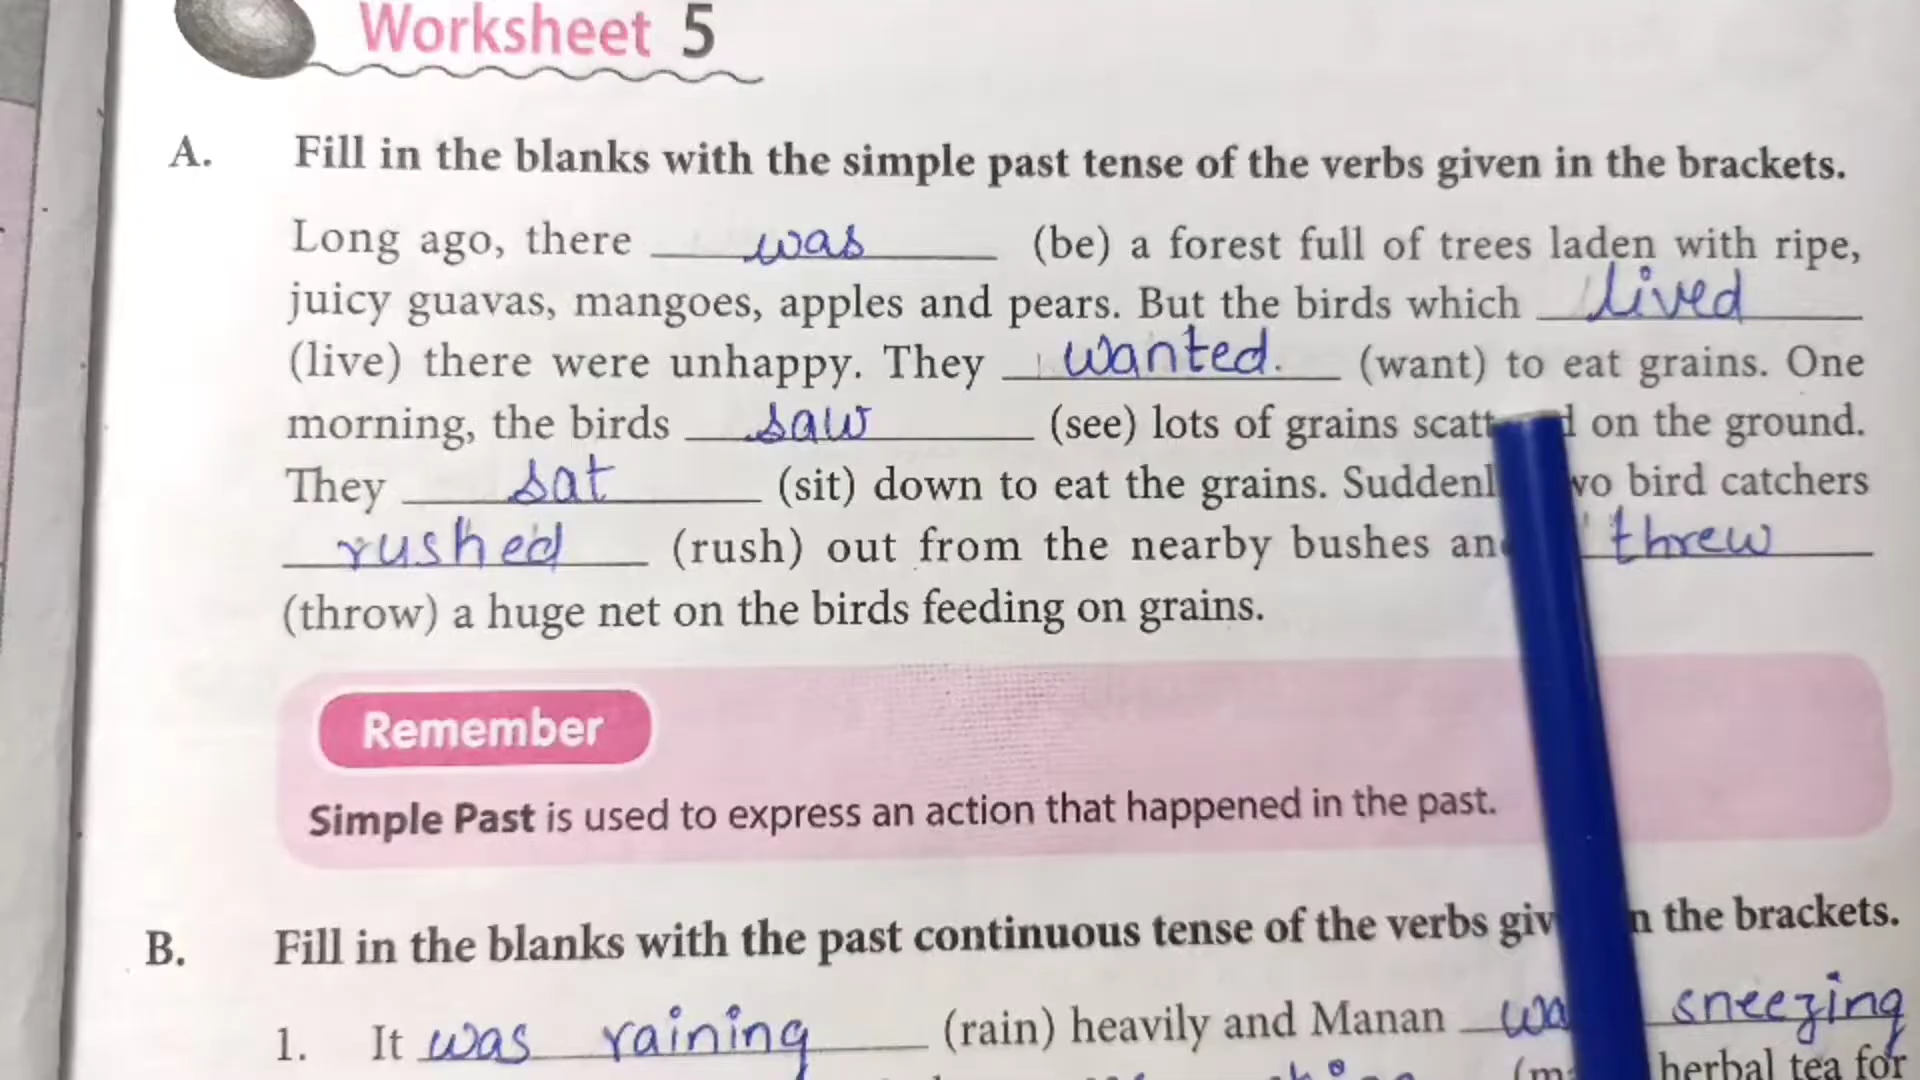 Worksheet 5
A. Fill in the blanks with the simple past tense of the verbs given in the brackets.
Long ago, there was (be) a forest full of trees laden with ripe,
juicy guavas, mangoes, apples and pears. But the birds which lived
(live) there were unhappy. They wanted. (want) to eat grains. One
morning, the birds saw (see) lots of grains on the ground.
They sat (sit) down to eat the grains. bird catchers
rushed (rush) out from the nearby bushes threw
(throw) a huge net on the birds feeding on grains.
Remember
Simple Past is used to express an action that happened in the past.
B. Fill in the blanks with the past continuous tense of the verbs the brackets.
1. It was raining (rain) heavily and Manan sneezing
herbal tea for